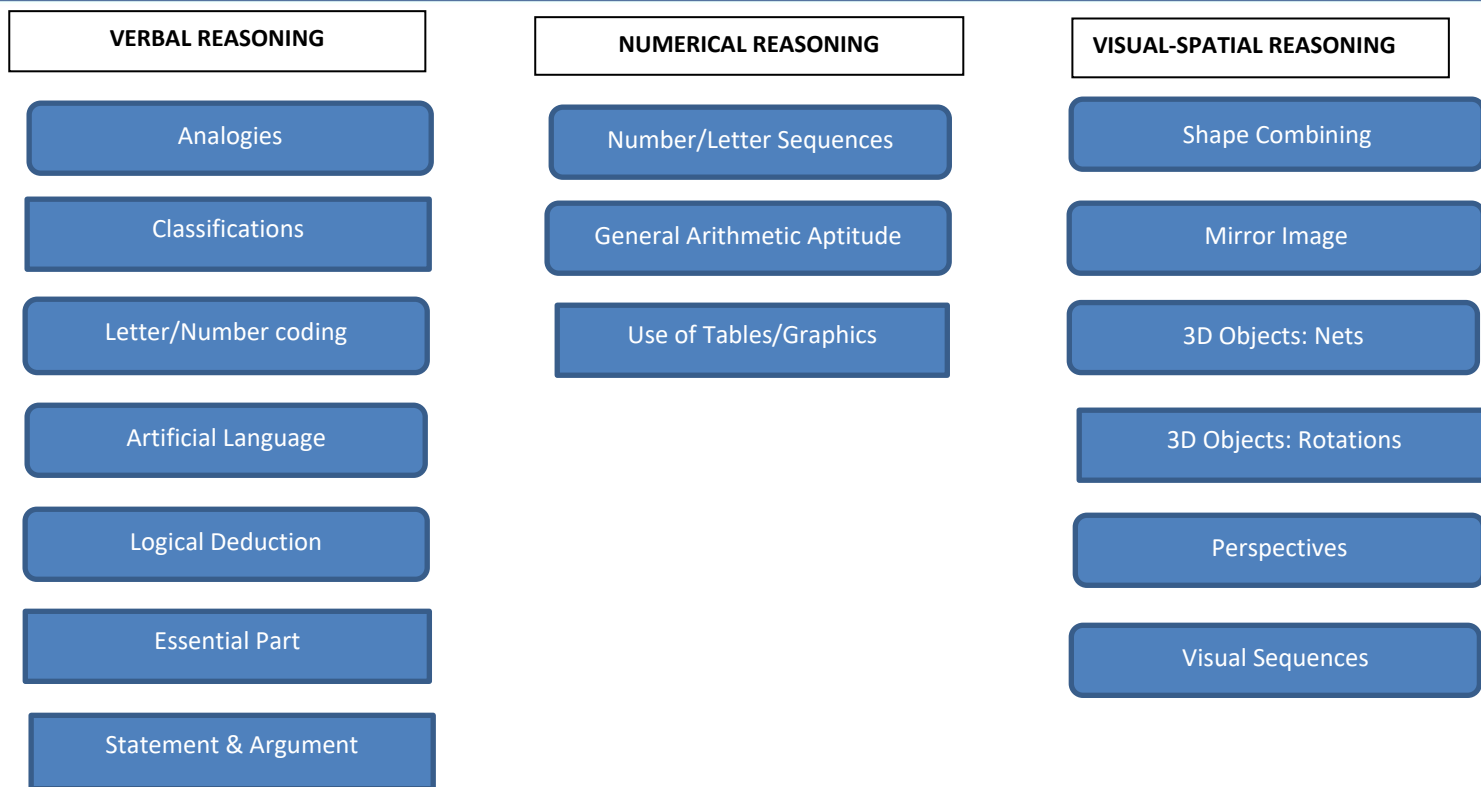 VERBAL REASONING
Analogies
Classifications
Letter/Number coding
Artificial Language
Logical Deduction
Essential Part
Statement & Argument
NUMERICAL REASONING
Number/Letter Sequences
General Arithmetic Aptitude
Use of Tables/Graphics
VISUAL-SPATIAL REASONING
Shape Combining
Mirror Image
3D Objects: Nets
3D Objects: Rotations
Perspectives
Visual Sequences